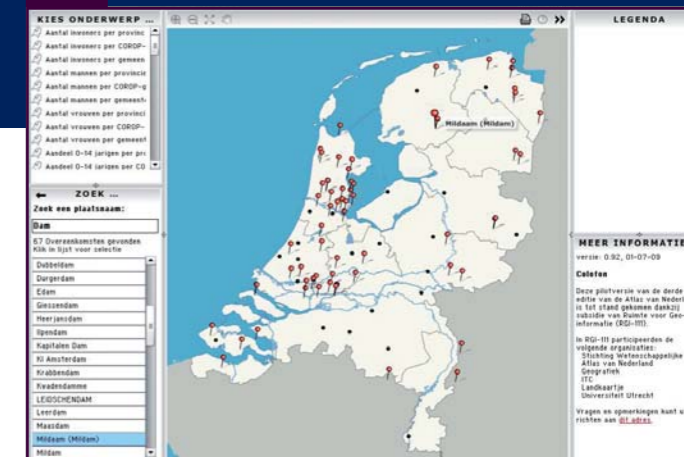 KIES ONDERWERP ...
Aantal inwoners per provinc
Aantal inwoners per COROP-
Aantal inwoners per gemeen
Aantal mannen per provincie
Aantal mannen per COROP-g
Aantal mannen per gemeent
Aantal vrouwen per provinci
Aantal vrouwen per COROP-
Aantal vrouwen per gemeent
Aandeel 0-14 jarigen per pro
Aandeel 0-14 jarigen per CO
ZOEK ...
Zoek een plaatsnaam:
Dam
67 Overeenkomsten gevonden
Klik in lijst voor selectie
Dubbeldam
Durgerdam
Edam
Giessendam
Heerjansdam
Ilpendam
Kapitalen Dam
Kl Amsterdam
Krabbendam
Kwadendamme
LEIDSCHENDAM
Leerdam
Maasdam
Mildaam (Mildam)
Mildam
Mildaam (Mildam)
LEGENDA
MEER INFORMATIE
versie: 0.92, 01-07-09
Colofon
Deze pilotversie van de derde
editie van de Atlas van Nederl
is tot stand gekomen dankzij
subsidie van Ruimte voor Geo-
informatie (RGI-111).
In RGI-111 participeerden de
volgende organisaties:
Stichting Wetenschappelijke
Atlas van Nederland
Geografiek
ITC
Landkaartje
Universiteit Utrecht
Vragen en opmerkingen kunt u
richten aan dit adres.